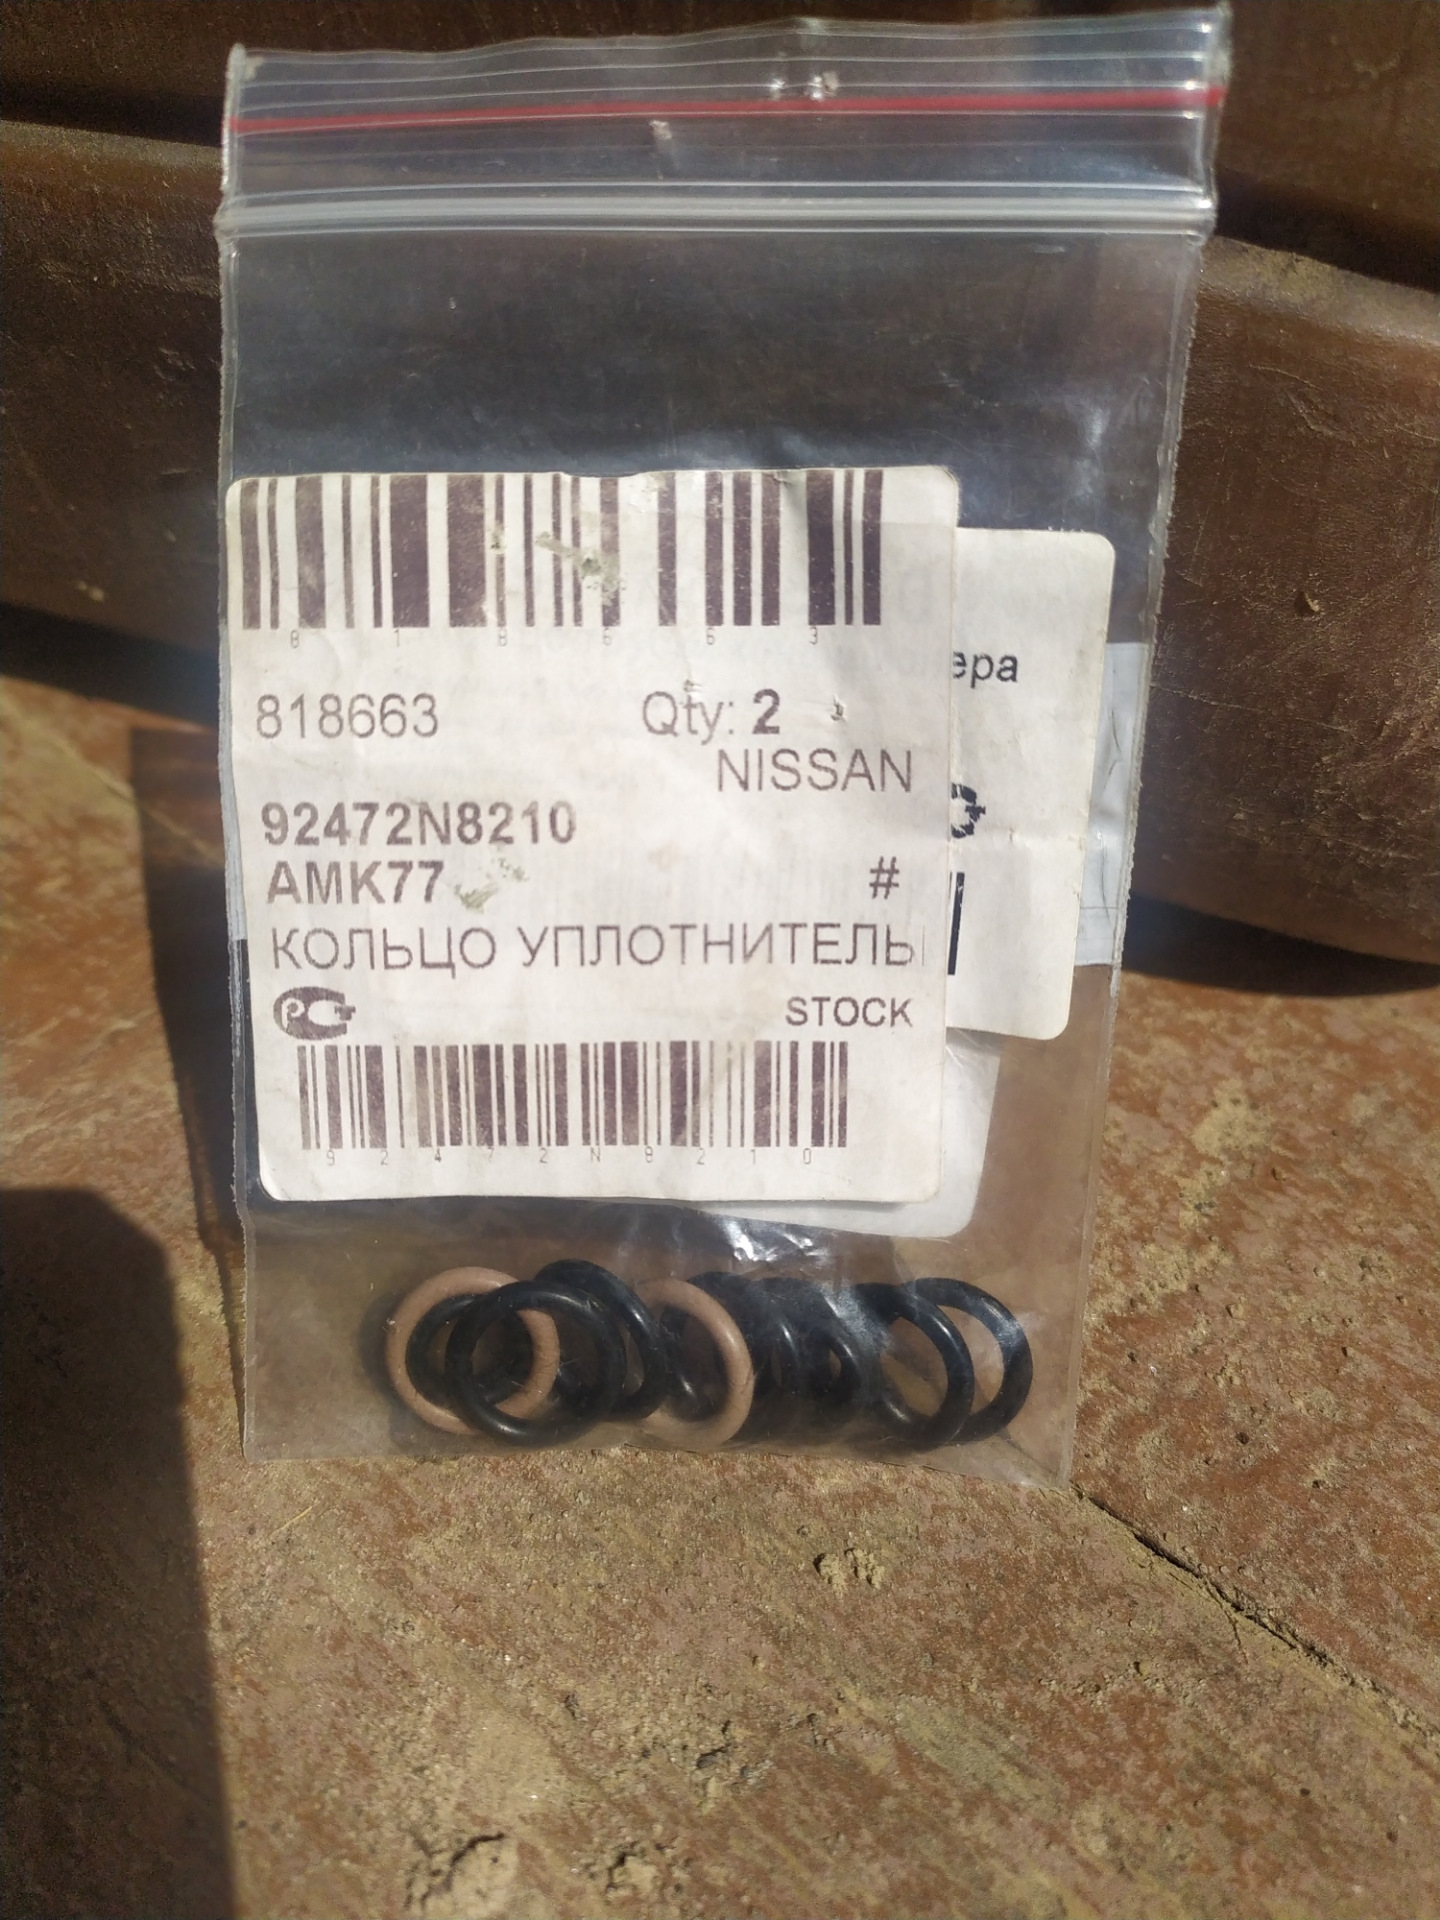 8 1 8 6 6 3
818663 Qty: 2
NISSAN
92472N8210
AMK77 #
КОЛЬЦО УПЛОТНИТЕЛЬ
РСТ
STOCK
9 2 4 7 2 N 8 2 1 0
ера